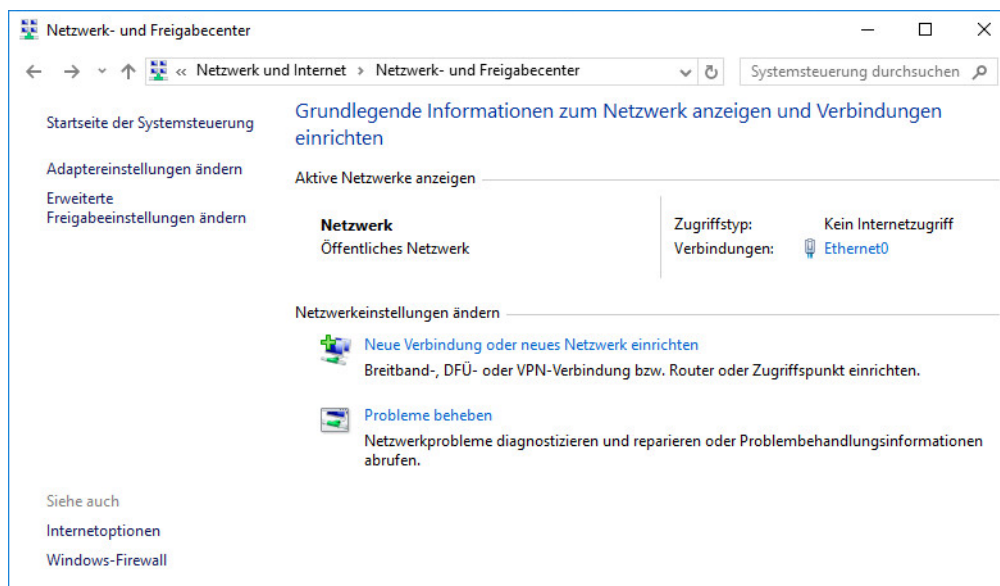 Netzwerk- und Freigabecenter
« Netzwerk und Internet > Netzwerk- und Freigabecenter
Systemsteuerung durchsuchen
Startseite der Systemsteuerung
Adaptereinstellungen ändern
Erweiterte
Freigabeeinstellungen ändern
Grundlegende Informationen zum Netzwerk anzeigen und Verbindungen
einrichten
Aktive Netzwerke anzeigen
Netzwerk
Öffentliches Netzwerk
Zugriffstyp: Kein Internetzugriff
Verbindungen: Ethernet0
Netzwerkeinstellungen ändern
Neue Verbindung oder neues Netzwerk einrichten
Breitband-, DFÜ- oder VPN-Verbindung bzw. Router oder Zugriffspunkt einrichten.
Probleme beheben
Netzwerkprobleme diagnostizieren und reparieren oder Problembehandlungsinformationen
abrufen.
Siehe auch
Internetoptionen
Windows-Firewall